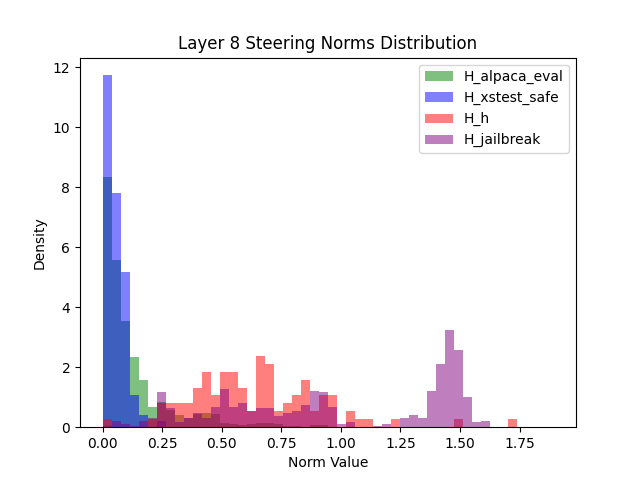 Layer 8 Steering Norms Distribution
H_alpaca_eval
H_xstest_safe
H_h
H_jailbreak
12
10
8
6
4
2
0
Density
0.00 0.25 0.50 0.75 1.00 1.25 1.50 1.75
Norm Value